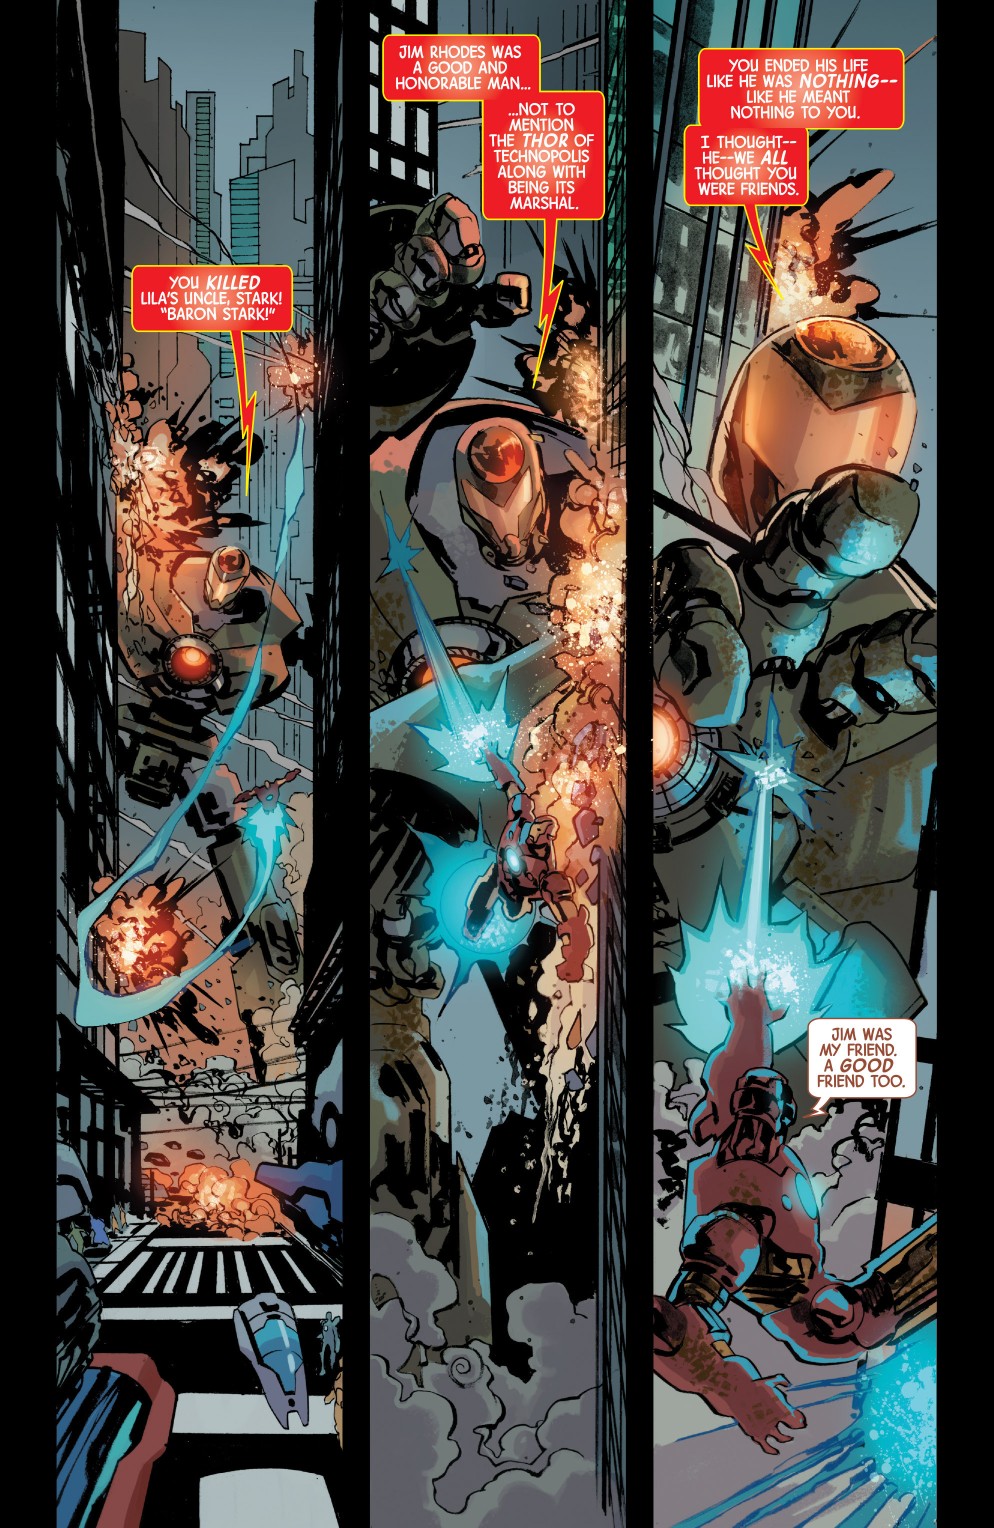 YOU KILLED
LILA'S UNCLE, STARK!
"BARON STARK!"
JIM RHODES WAS
A GOOD AND
HONORABLE MAN...
...NOT TO
MENTION
THE THOR OF
TECHNOPOLIS
ALONG WITH
BEING ITS
MARSHAL.
YOU ENDED HIS LIFE
LIKE HE WAS NOTHING--
LIKE HE MEANT
NOTHING TO YOU.
I THOUGHT--
HE--WE ALL
THOUGHT YOU
WERE FRIENDS.
JIM WAS
MY FRIEND.
A GOOD
FRIEND TOO.